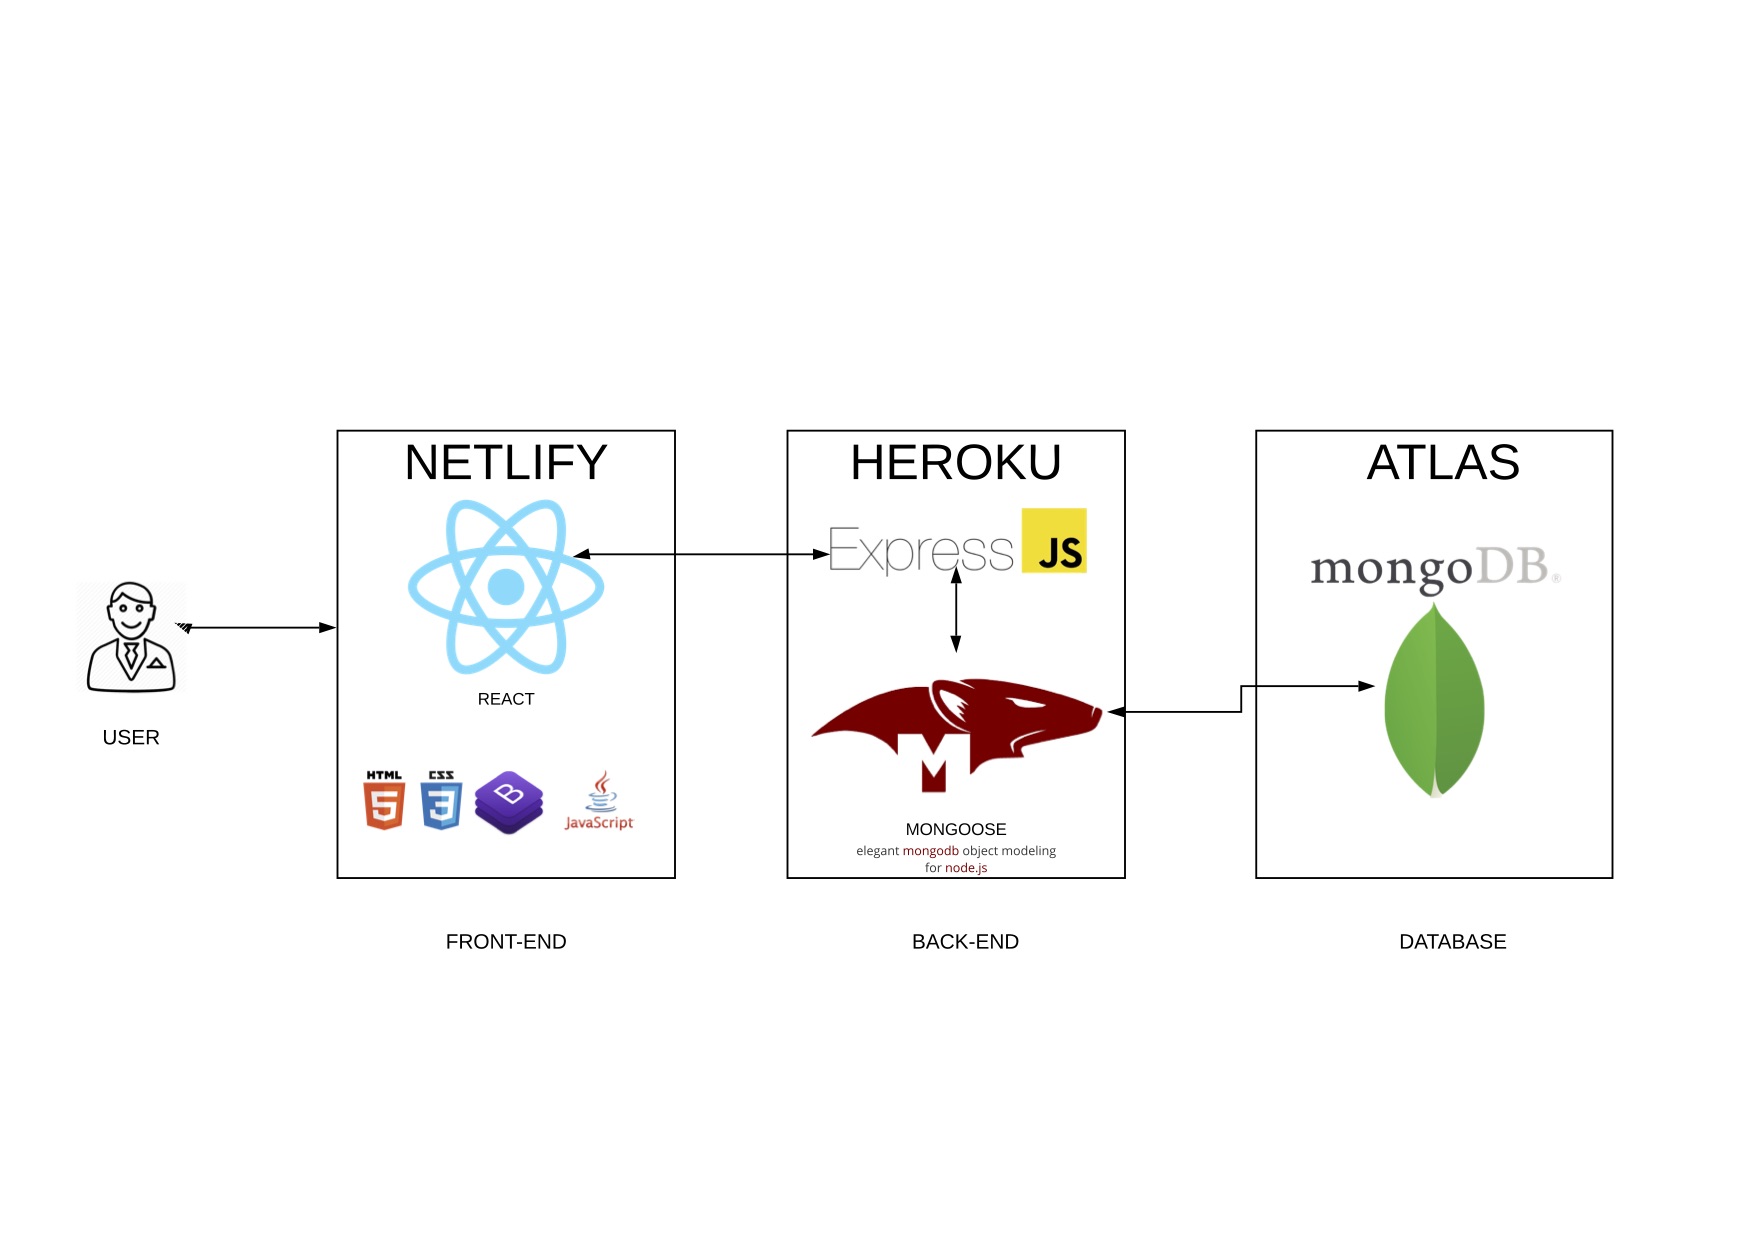 NETLIFY
HEROKU
ATLAS
Express
JS
mongoDB®
REACT
USER
HTML
5
CSS
3
B
JavaScript
M
MONGOOSE
elegant mongodb object modeling
for node.js
FRONT-END
BACK-END
DATABASE